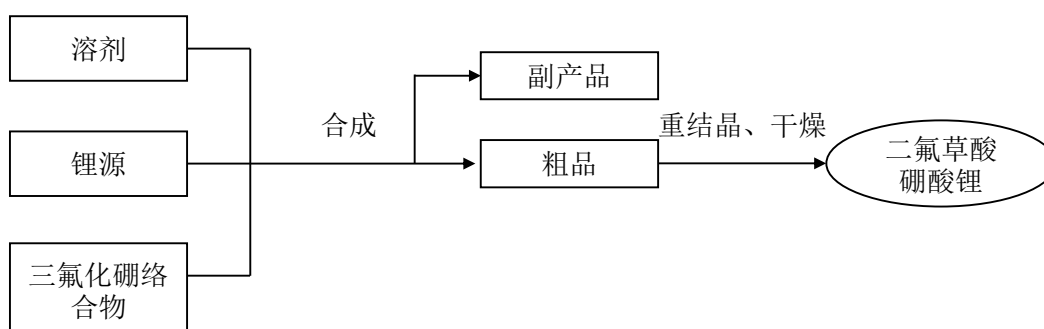 溶剂
副产品
合成
重结晶、干燥
锂源
粗品
二氟草酸
硼酸锂
三氟化硼络
合物